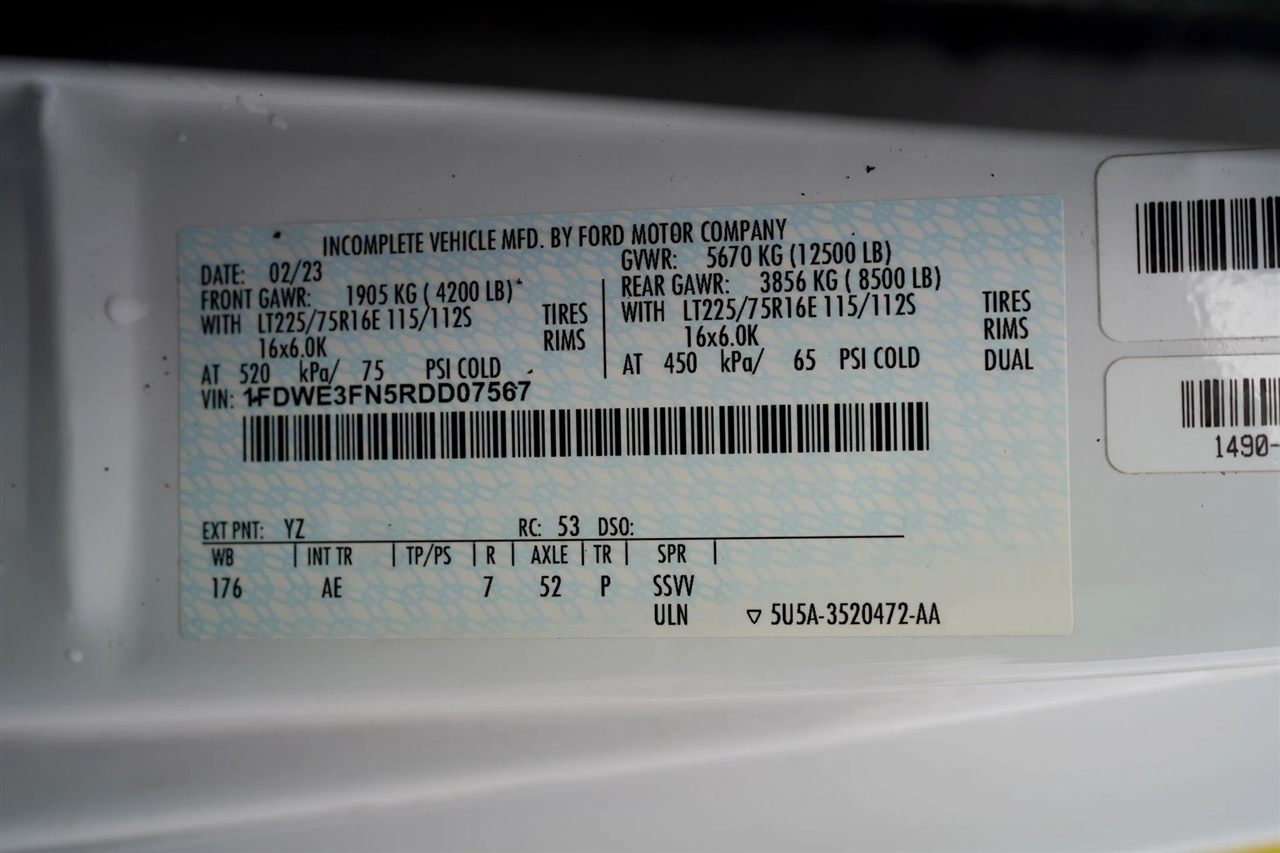 INCOMPLETE VEHICLE MFD. BY FORD MOTOR COMPANY
DATE: 02/23 GVWR: 5670 KG (12500 LB)
FRONT GAWR: 1905 KG ( 4200 LB) REAR GAWR: 3856 KG ( 8500 LB)
WITH LT225/75R16E 115/112S TIRES WITH LT225/75R16E 115/112S TIRES
16x6.0K RIMS 16x6.0K RIMS
AT 520 kPa/ 75 PSI COLD AT 450 kPa/ 65 PSI COLD DUAL
VIN: 1FDWE3FN5RDD07567
EXT PNT: YZ RC: 53 DSO:
WB | INT TR | TP/PS | R | AXLE | TR | SPR |
176 AE 7 52 P SSVV
ULN ▽ 5U5A-3520472-AA
1490-